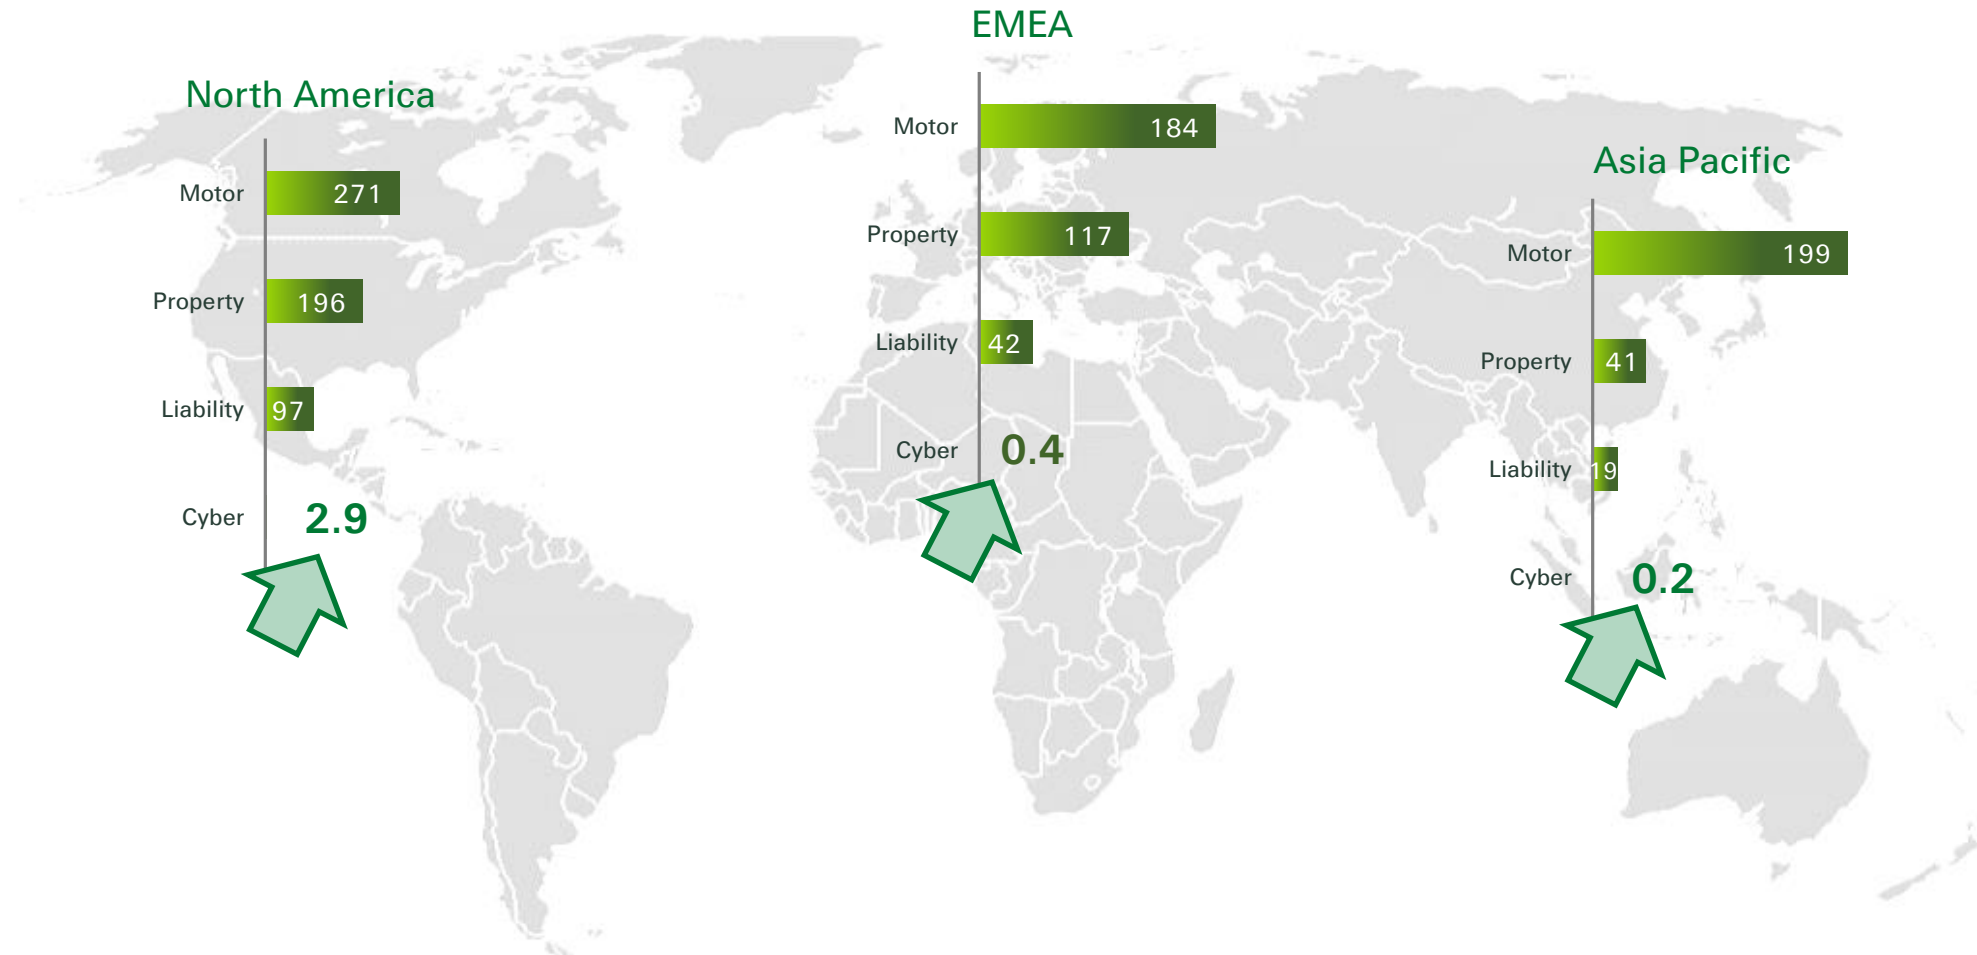 North America
Motor 271
Property 196
Liability 97
Cyber 2.9
EMEA
Motor 184
Property 117
Liability 42
Cyber 0.4
Asia Pacific
Motor 199
Property 41
Liability 19
Cyber 0.2